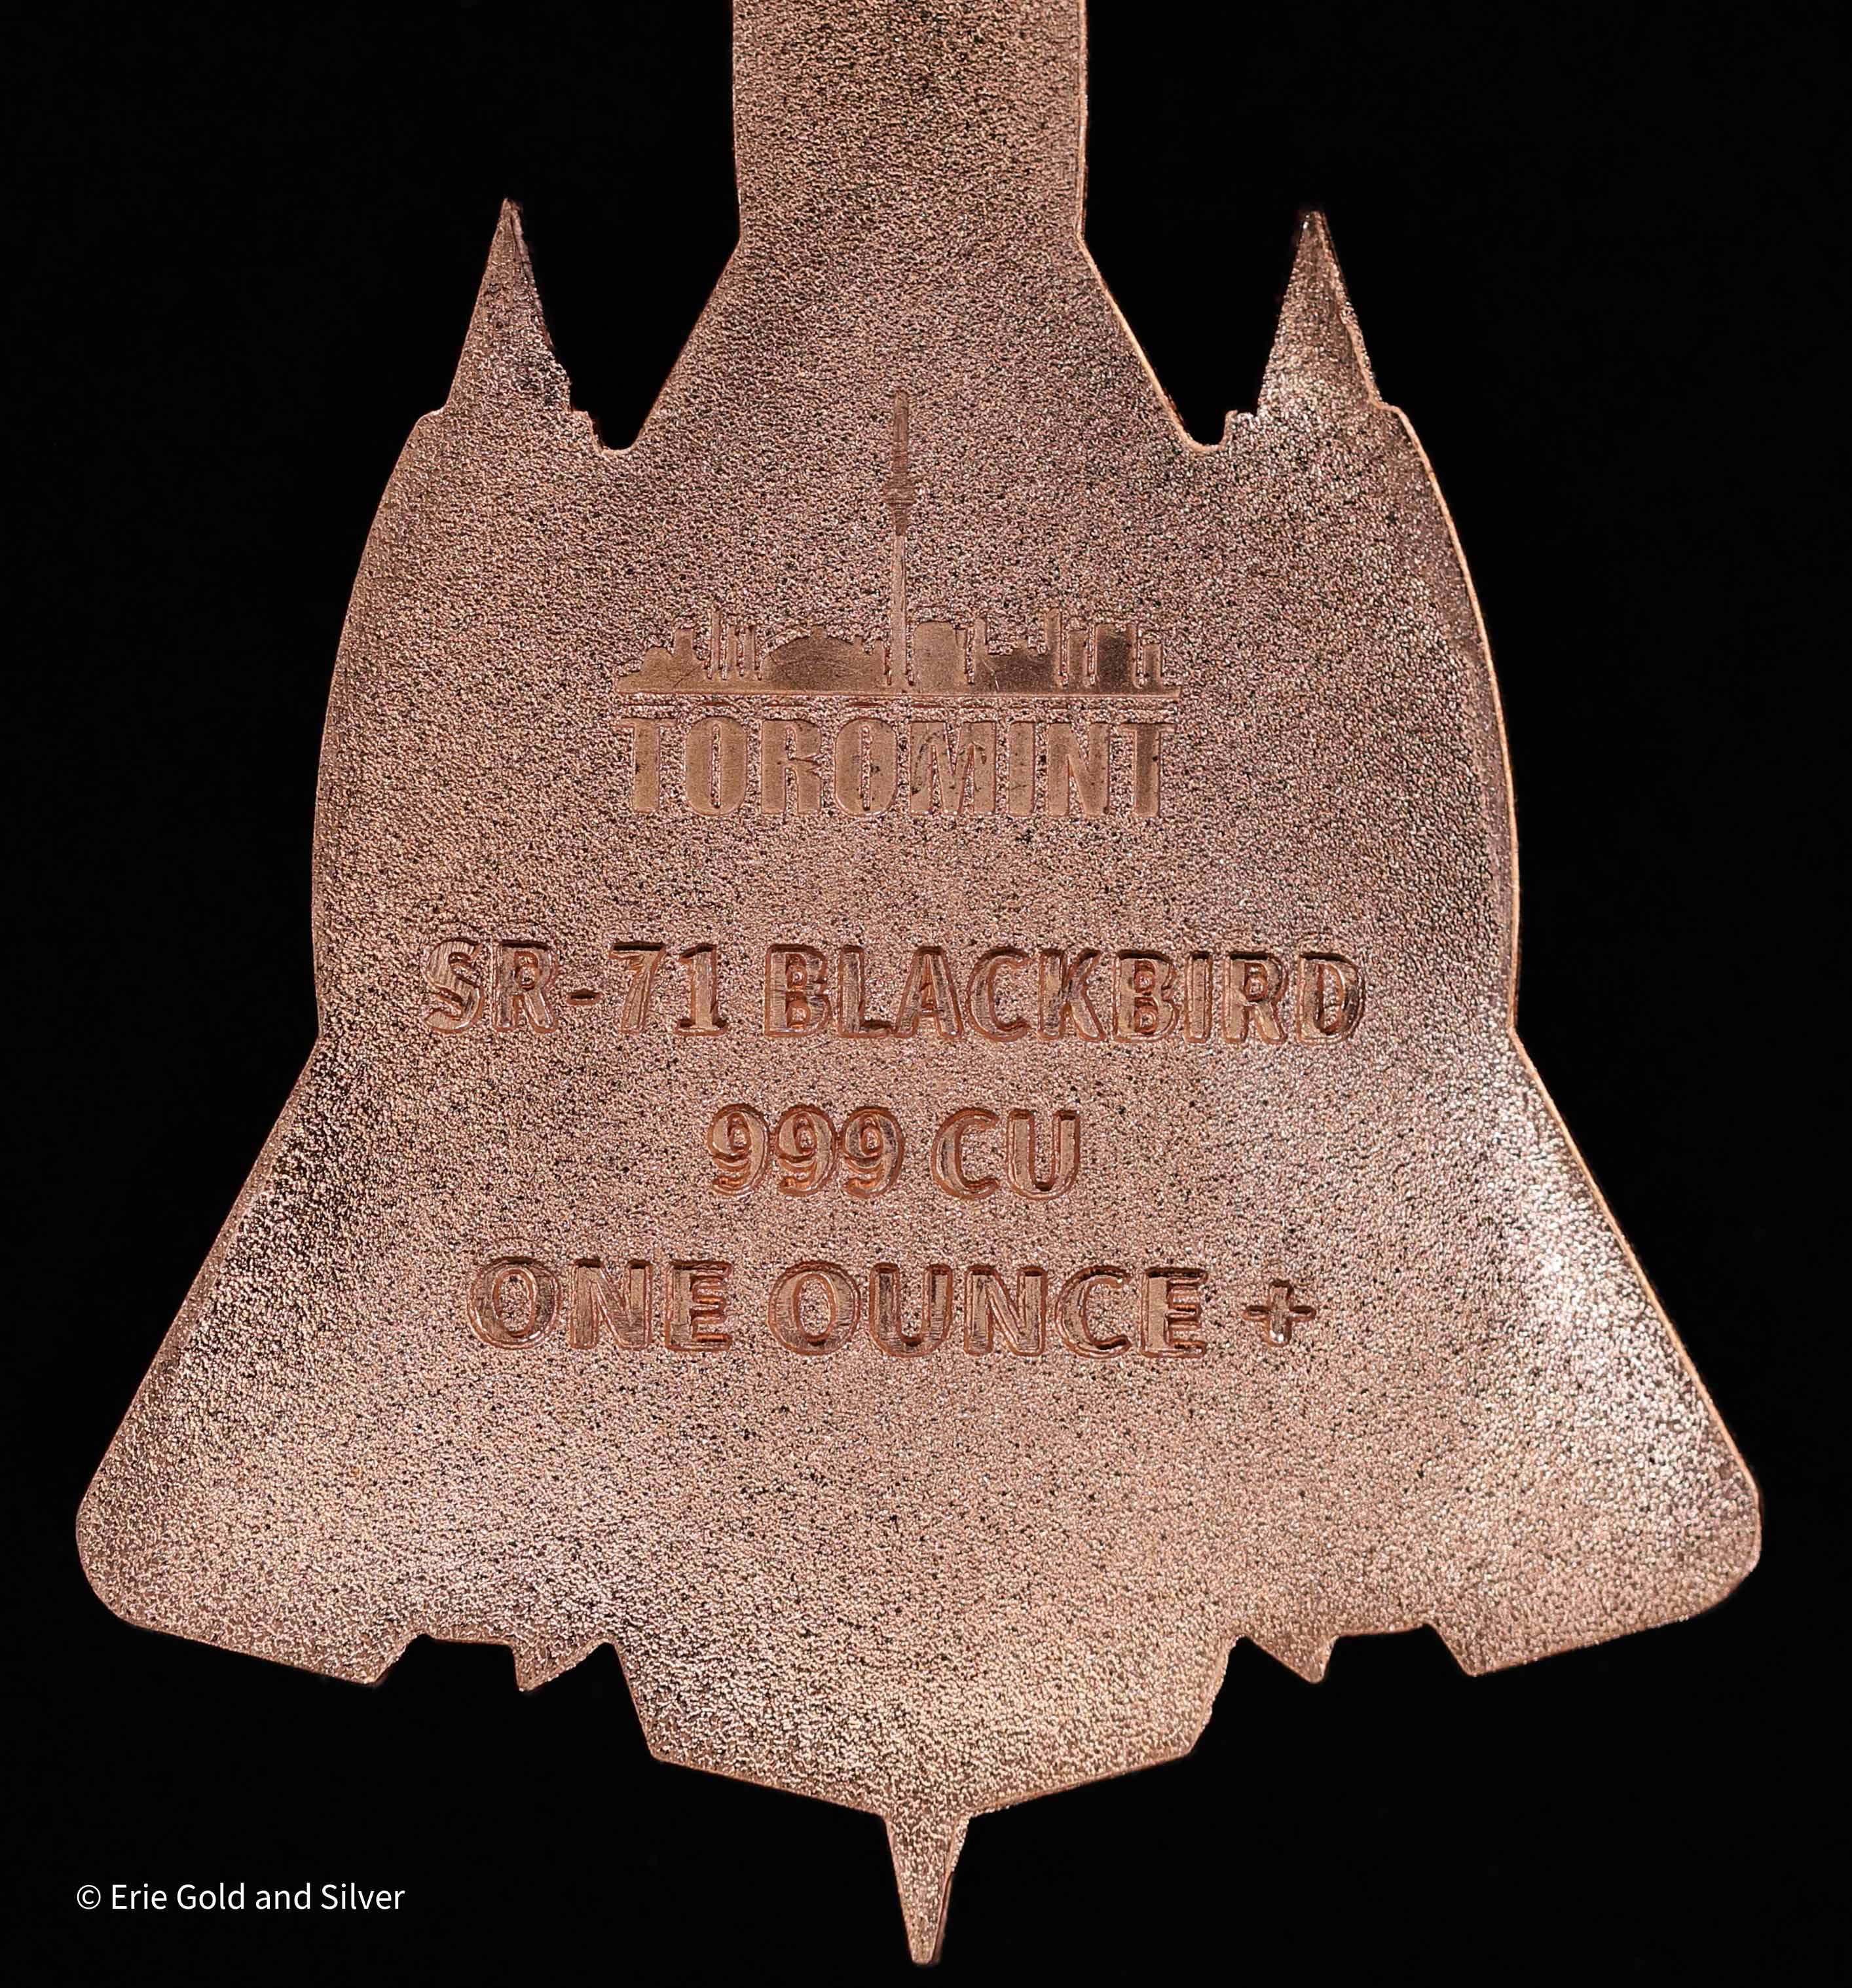 TOROMINT
SR-71 BLACKBIRD
999 CU
ONE OUNCE +
© Erie Gold and Silver